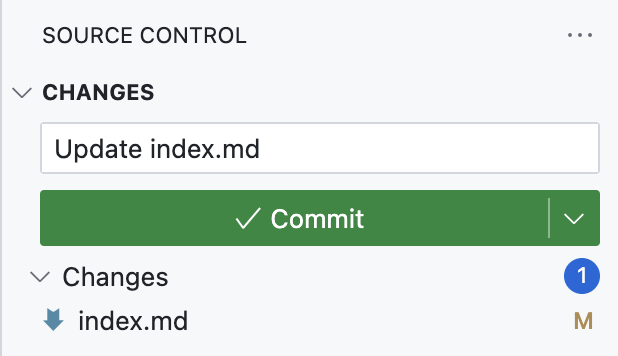 SOURCE CONTROL
CHANGES
Update index.md
Commit
Changes 1
index.md M